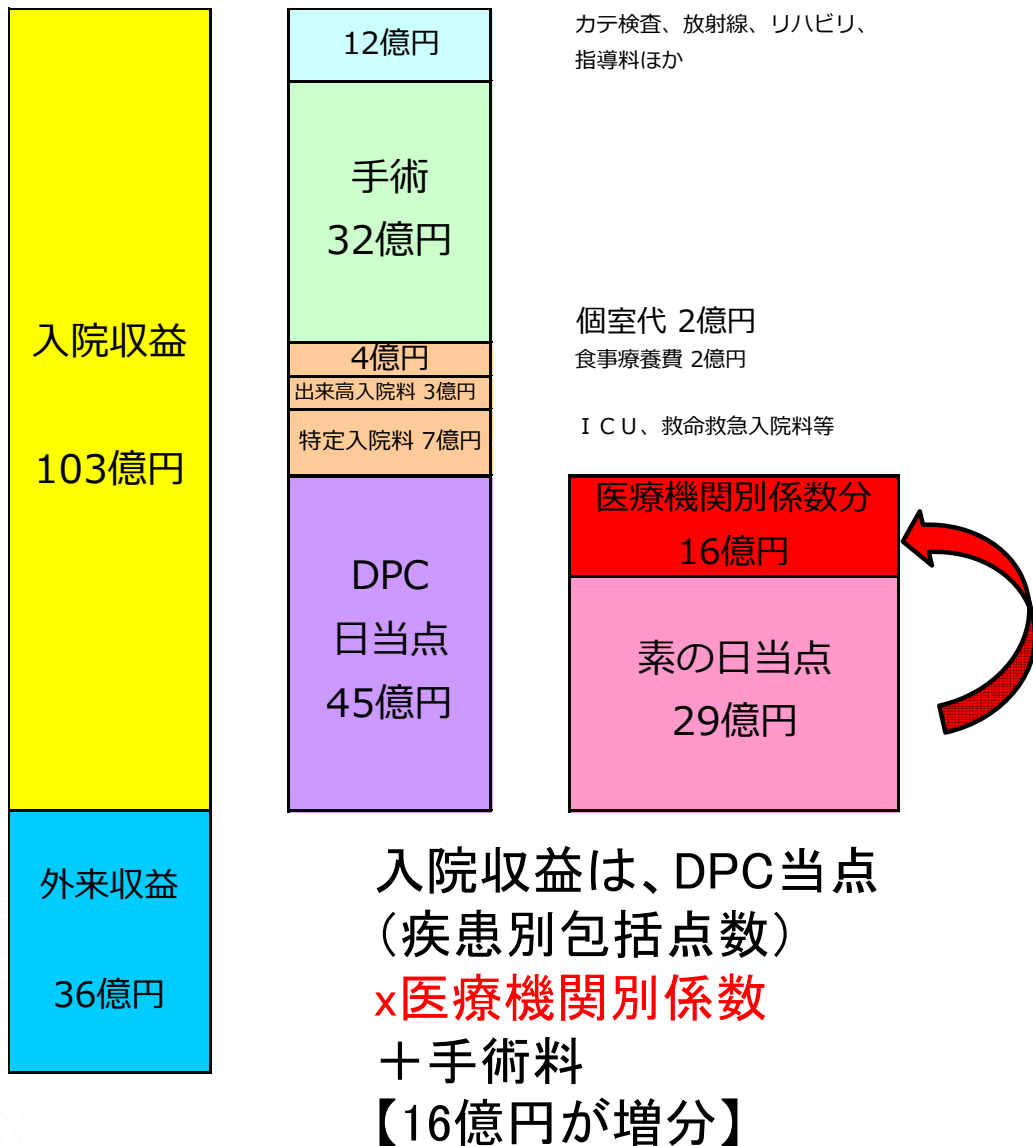 入院収益
103億円
外来収益
36億円
12億円
手術
32億円
4億円
出来高入院料 3億円
特定入院料 7億円
DPC
日当点
45億円
カテ検査、放射線、リハビリ、
指導料ほか
個室代 2億円
食事療養費 2億円
ＩＣＵ、救命救急入院料等
医療機関別係数分
16億円
素の日当点
29億円
入院収益は、DPC当点
（疾患別包括点数）
x医療機関別係数
＋手術料
【16億円が増分】